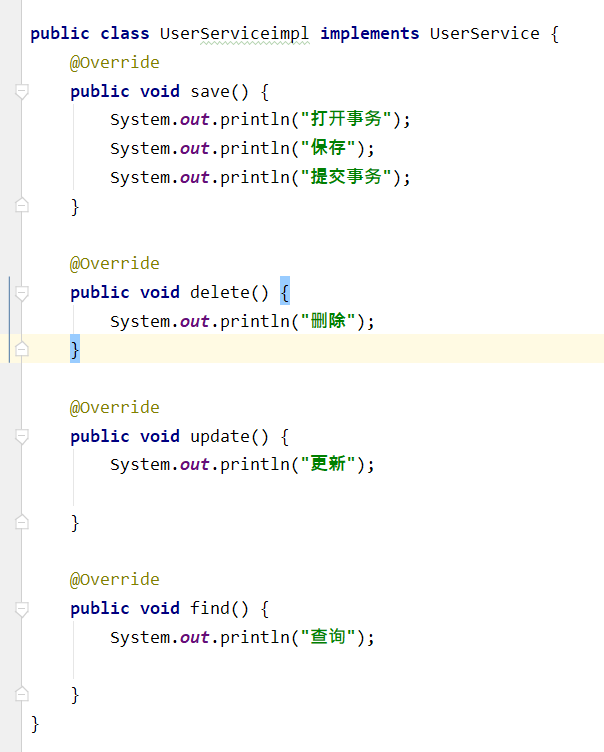 public class UserServiceimpl implements UserService {
@Override
public void save() {
System.out.println("打开事务");
System.out.println("保存");
System.out.println("提交事务");
}
@Override
public void delete() {
System.out.println("删除");
}
@Override
public void update() {
System.out.println("更新");
}
@Override
public void find() {
System.out.println("查询");
}
}